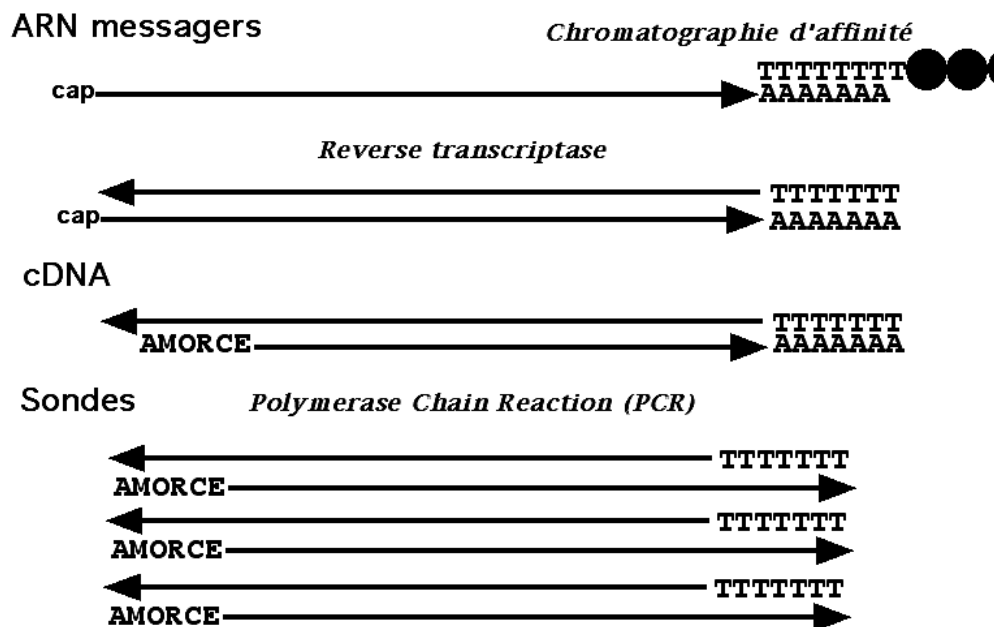 ARN messagers
Chromatographie d'affinité
TTTTTTTT
cap AAAAAAA
Reverse transcriptase
TTTTTTT
cap AAAAAAA
cDNA
TTTTTTT
AMORCE AAAAAAA
Sondes Polymerase Chain Reaction (PCR)
TTTTTTT
AMORCE
TTTTTTT
AMORCE
TTTTTTT
AMORCE